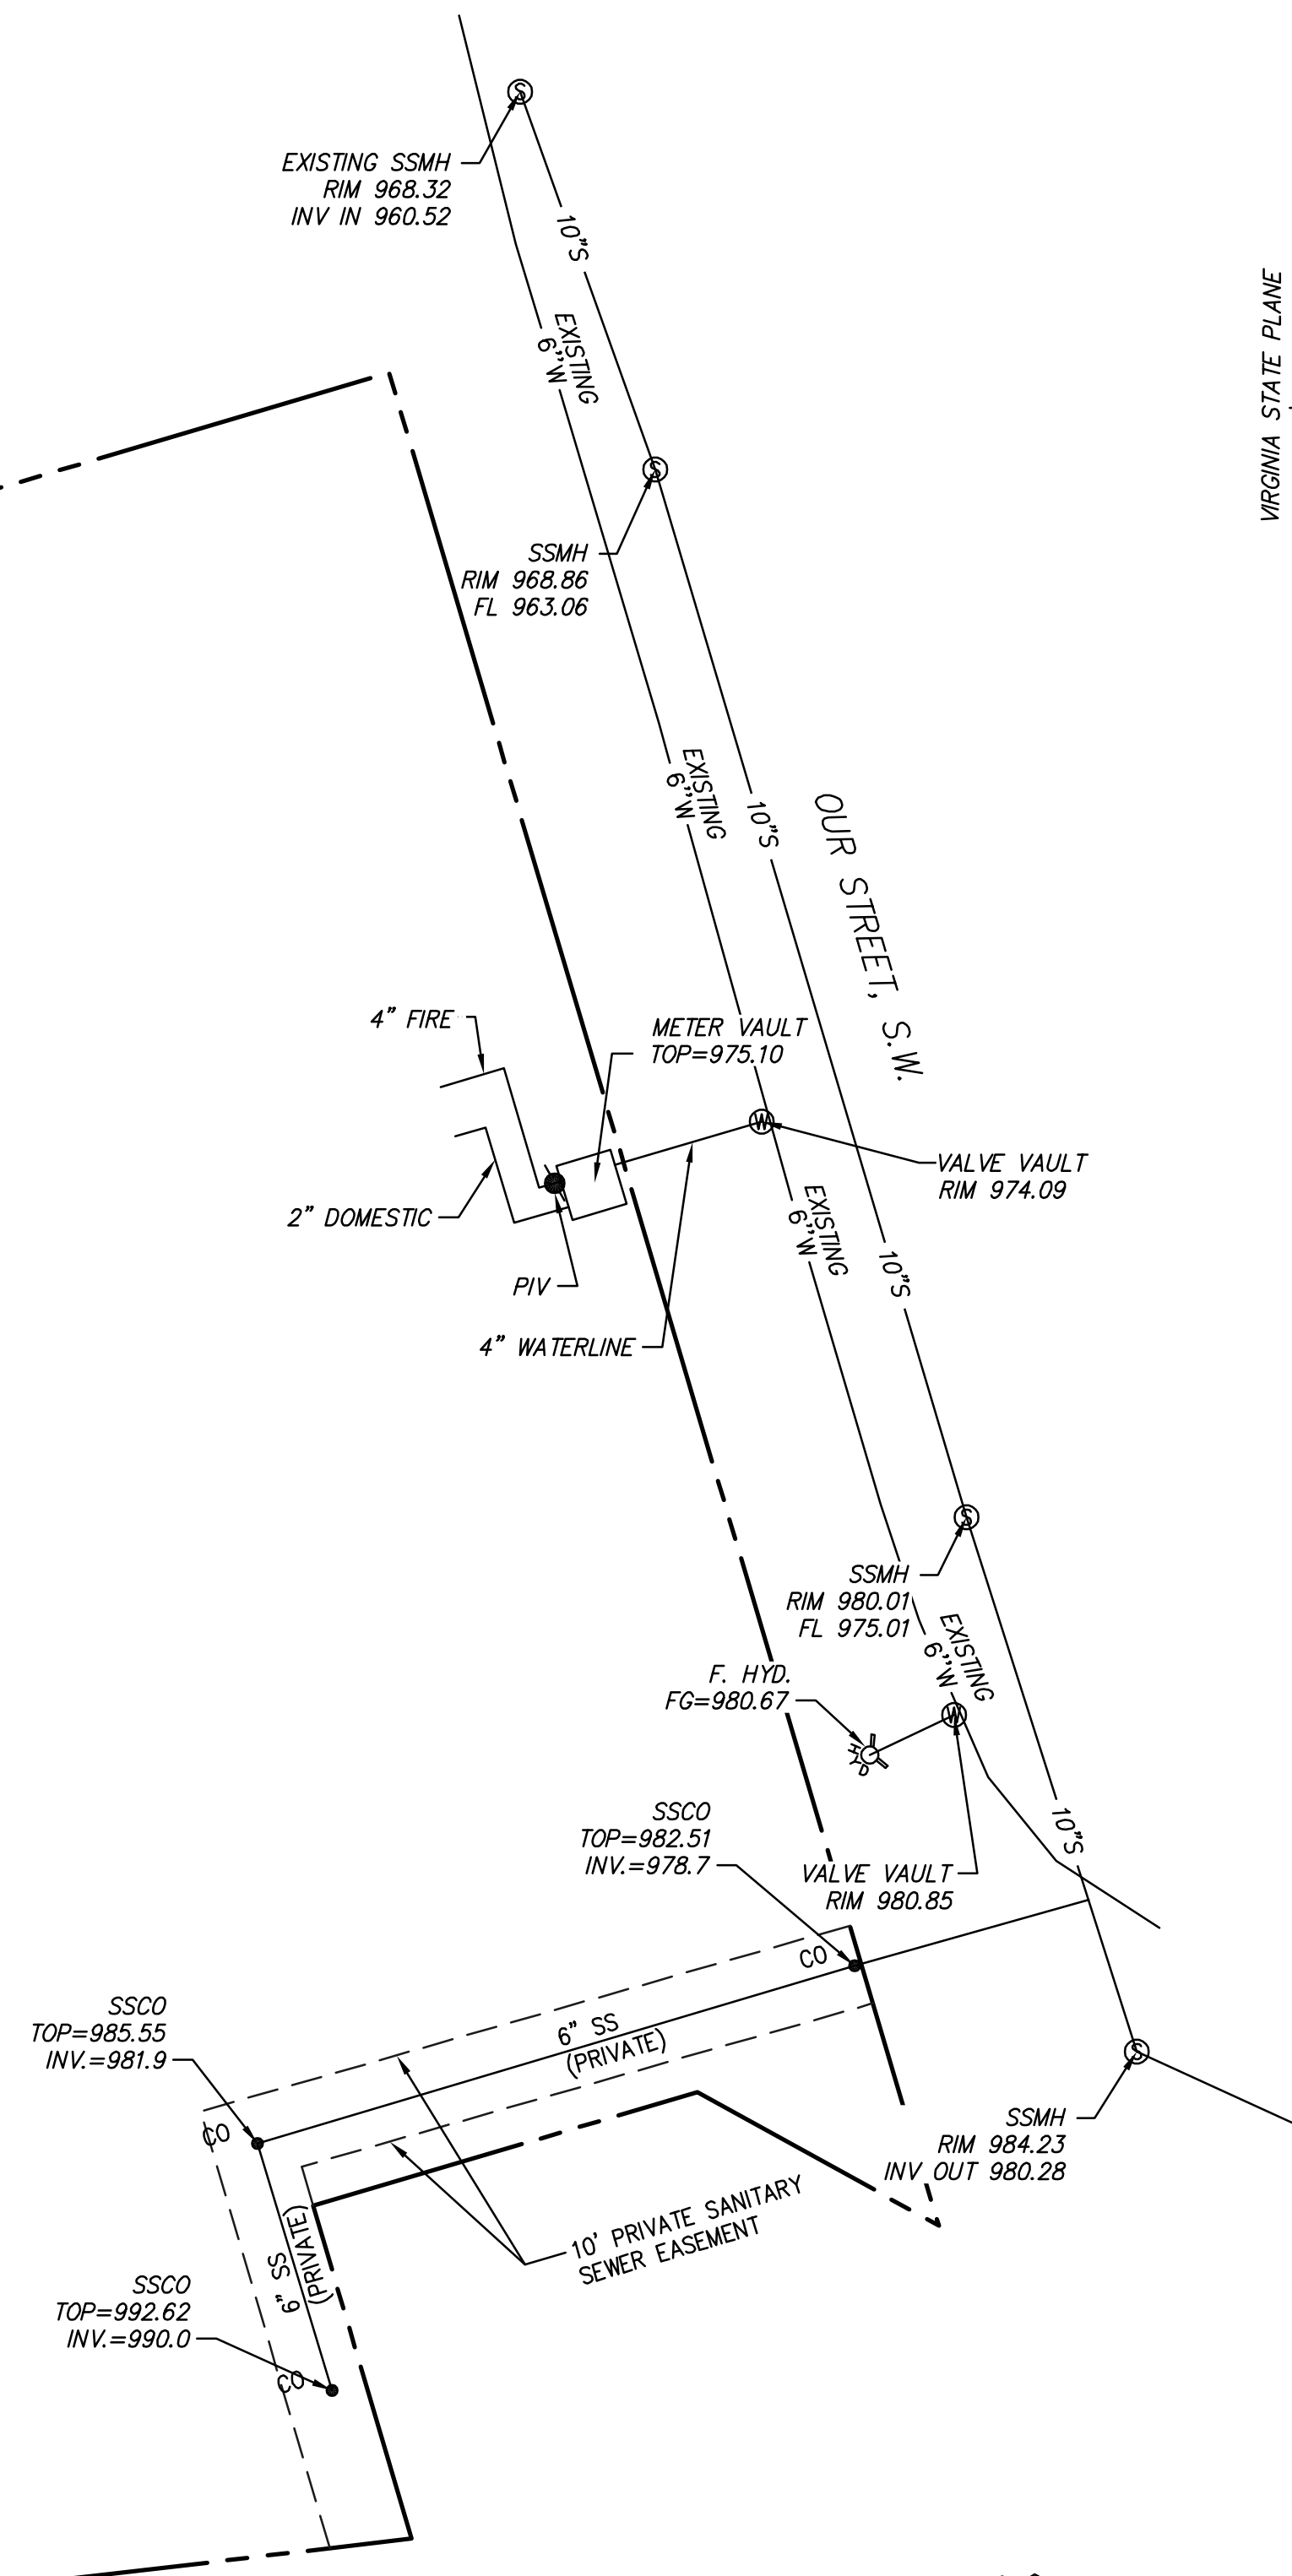 EXISTING SSMH
RIM 968.32
INV IN 960.52
10"S
VIRGINIA STATE PLANE
EXISTING
6"W
SSMH
RIM 968.86
FL 963.06
EXISTING
6"W
10"S
OUR STREET, S.W.
4" FIRE
METER VAULT
TOP=975.10
VALVE VAULT
RIM 974.09
W
2" DOMESTIC
EXISTING
6"W
10"S
PIV
4" WATERLINE
S
S
S
SSMH
RIM 980.01
FL 975.01
EXISTING
6"W
F. HYD.
FG=980.67
W
HYD
SSCO
TOP=982.51
INV.=978.7
10"S
VALVE VAULT
RIM 980.85
CO
SSCO
TOP=985.55
INV.=981.9
6" SS
(PRIVATE)
CO
S
SSMH
RIM 984.23
INV OUT 980.28
10' PRIVATE SANITARY
SEWER EASEMENT
6" SS
(PRIVATE)
SSCO
TOP=992.62
INV.=990.0
CO